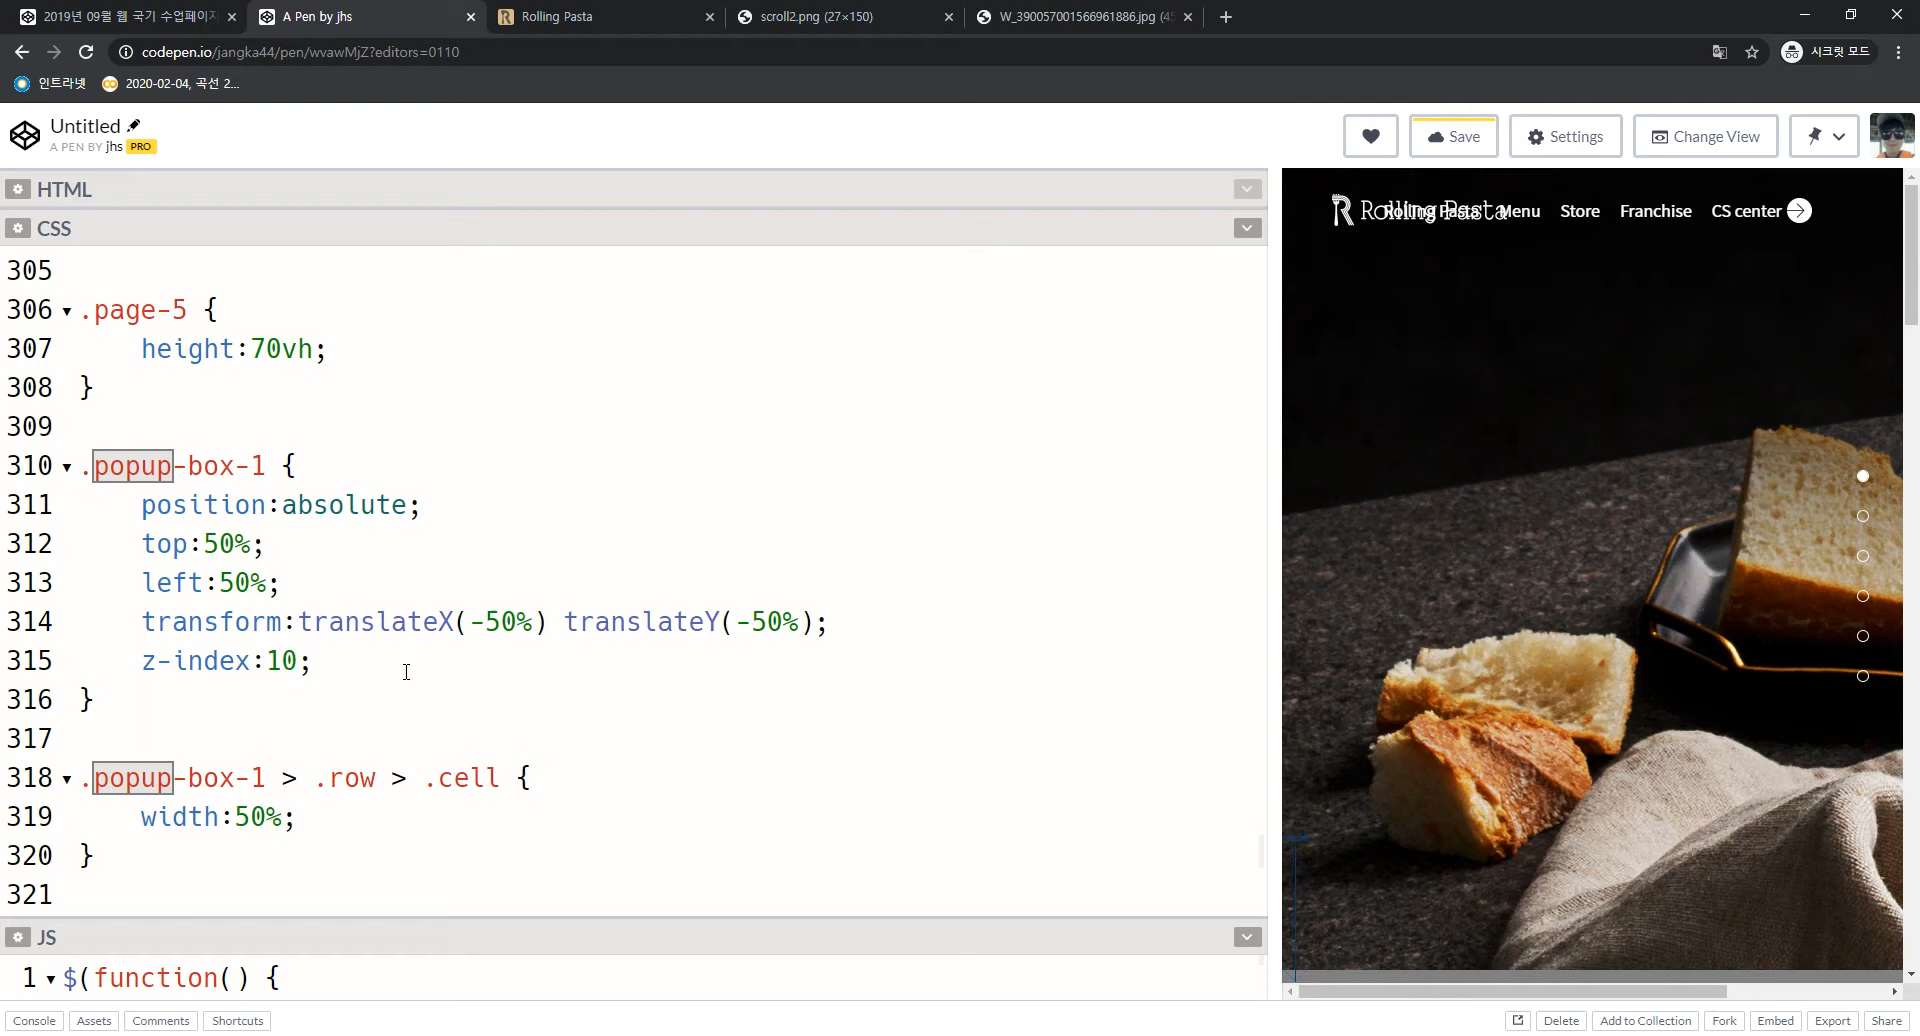 2019년 09월 웹 국기 수업페이지
A Pen by jhs
Rolling Pasta
scroll2.png (27×150)
W_390057001566961886.jpg (45
codepen.io/jangka44/pen/wvawMjZ?editors=0110
시크릿 모드
인트라넷
2020-02-04, 곡선 2...
Untitled
A PEN BY jhs PRO
Save
Settings
Change View
HTML
CSS
305
306 .page-5 {
307 height:70vh;
308 }
309
310 .popup-box-1 {
311 position:absolute;
312 top:50%;
313 left:50%;
314 transform:translateX(-50%) translateY(-50%);
315 z-index:10;
316 }
317
318 .popup-box-1 > .row > .cell {
319 width:50%;
320 }
321
JS
1 $(function() {
Rolling Pasta
Rolling Pasta Menu Store Franchise CS center
Console Assets Comments Shortcuts
Delete Add to Collection Fork Embed Export Share